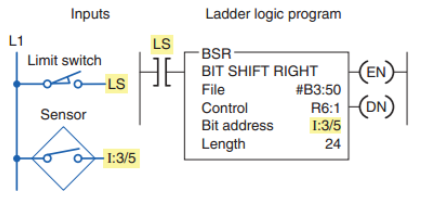 Inputs
Ladder logic program
L1
Limit switch
LS
Sensor
I:3/5
LS
BSR
BIT SHIFT RIGHT
File #B3:50
Control R6:1
Bit address I:3/5
Length 24
EN
DN